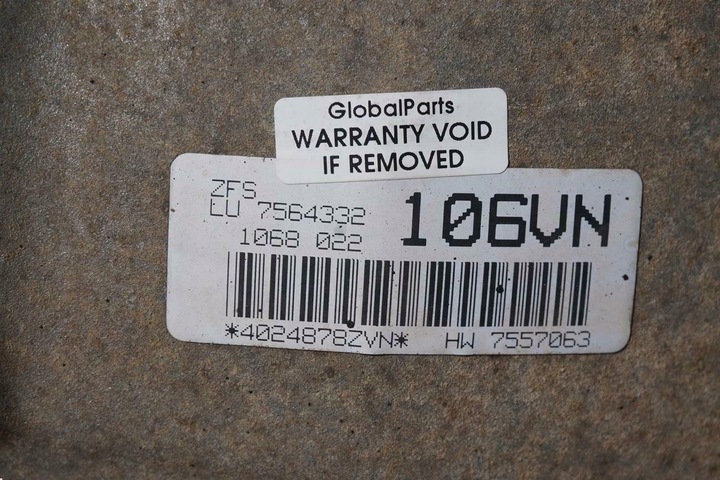 GlobalParts
WARRANTY VOID
IF REMOVED
ZFS
LU 7564332
1068 022
106VN
*4024878ZVN* HW 7557063